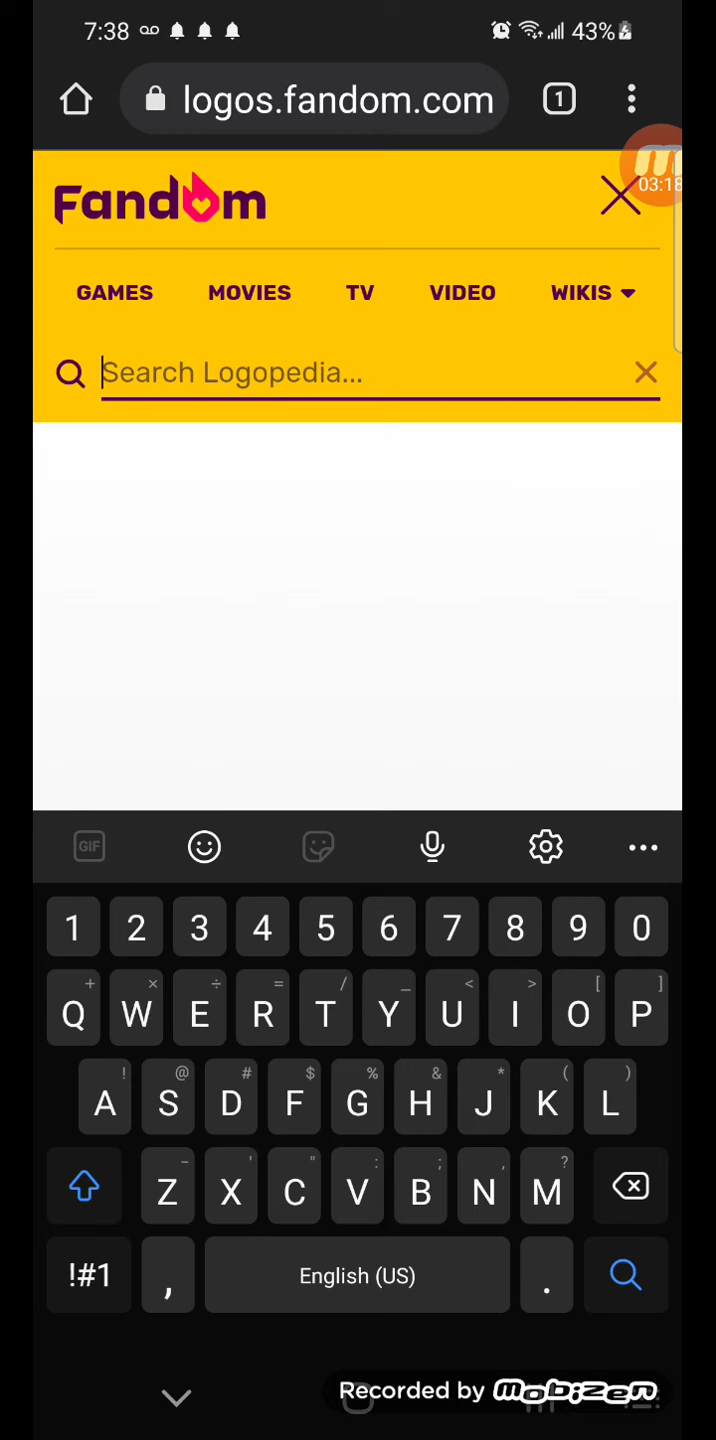 7:38 43%
logos.fandom.com 1
03:18
Fandom
GAMES MOVIES TV VIDEO WIKIS
Search Logopedia...
GIF
1 2 3 4 5 6 7 8 9 0
+ × ÷ = / _ < > [ ]
Q W E R T Y U I O P
! @ # $ % & * ( )
A S D F G H J K L
- ' " : ; , ?
Z X C V B N M
!#1 , English (US) .
Recorded by mobizen